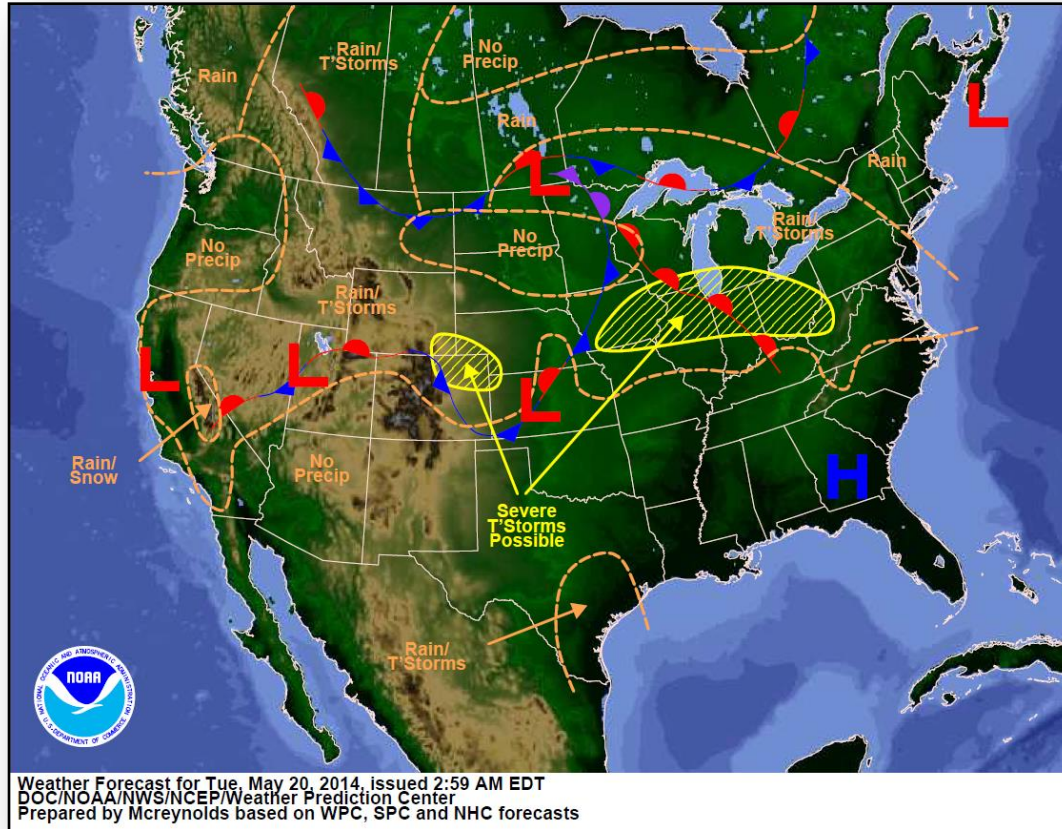 Rain/
T'Storms
No
Precip
Rain
Rain
L
L
Rain
Rain/
T'Storms
No
Precip
No
Precip
Rain/
T'Storms
L
L
L
Rain/
Snow
No
Precip
H
Severe
T'Storms
Possible
Rain/
T'Storms
NATIONAL OCEANIC AND ATMOSPHERIC ADMINISTRATION
NOAA
U.S. DEPARTMENT OF COMMERCE
Weather Forecast for Tue, May 20, 2014, issued 2:59 AM EDT
DOC/NOAA/NWS/NCEP/Weather Prediction Center
Prepared by Mcreynolds based on WPC, SPC and NHC forecasts